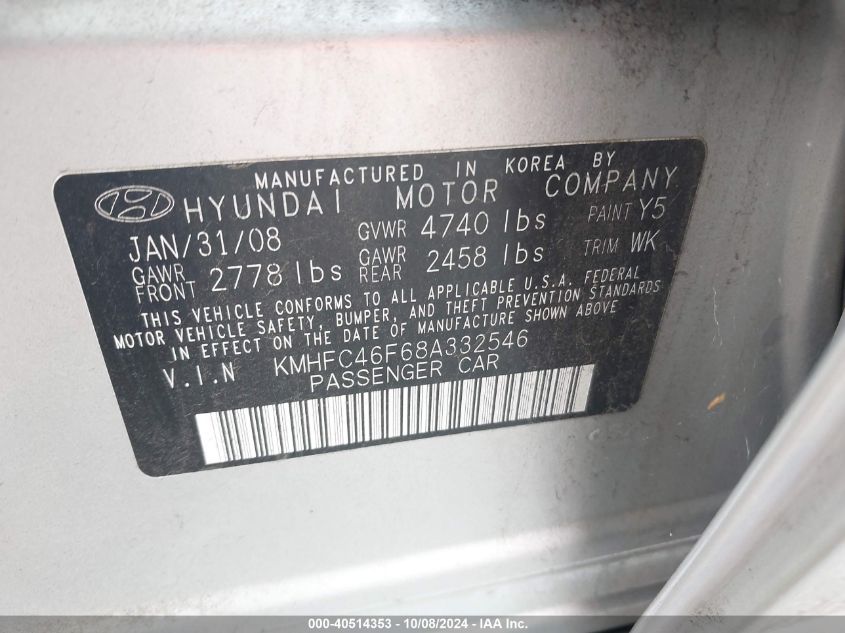 MANUFACTURED IN KOREA BY
HYUNDAI MOTOR COMPANY
JAN/31/08 GVWR 4740 lbs PAINT Y5
GAWR FRONT 2778 lbs GAWR REAR 2458 lbs TRIM WK
THIS VEHICLE CONFORMS TO ALL APPLICABLE U.S.A. FEDERAL
MOTOR VEHICLE SAFETY, BUMPER, AND THEFT PREVENTION STANDARDS
IN EFFECT ON THE DATE OF MANUFACTURE SHOWN ABOVE
V.I.N KMHFC46F68A332546
PASSENGER CAR
000-40514353 - 10/08/2024 - IAA Inc.